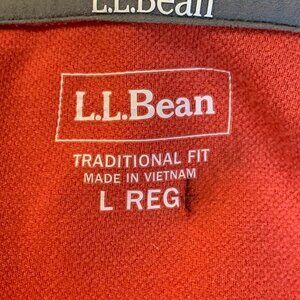 L.L.Bean
L.L.Bean
TRADITIONAL FIT
MADE IN VIETNAM
L REG